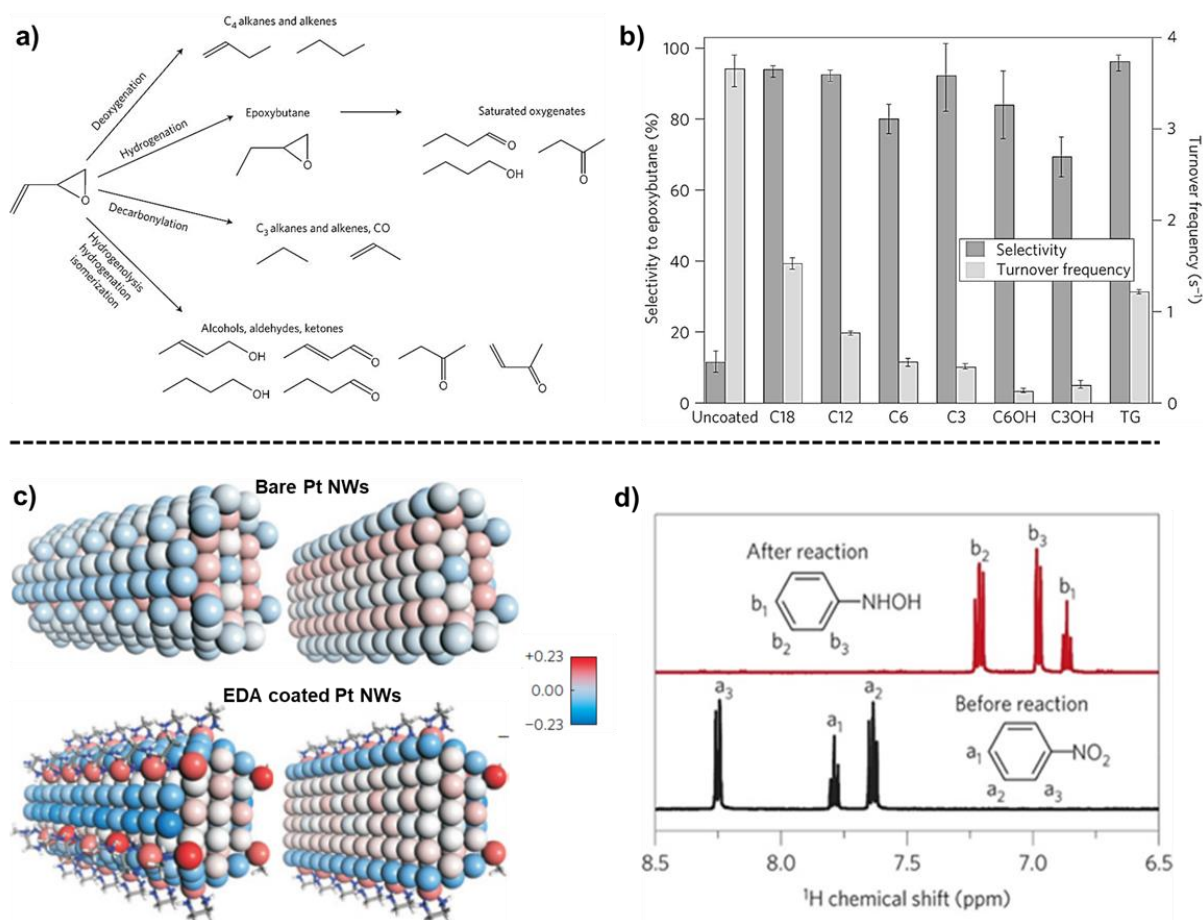 a)
C4 alkanes and alkenes
Deoxygenation
Hydrogenation
Epoxybutane
Saturated oxygenates
O
O
OH
O
O
Decarbonylation
C3 alkanes and alkenes, CO
Hydrogenolysis
hydrogenation
isomerization
Alcohols, aldehydes, ketones
OH
O
O
O
OH
O
b)
Selectivity to epoxybutane (%)
100
80
60
40
20
0
Selectivity
Turnover frequency
4
3
2
1
0
Turnover frequency (s⁻¹)
Uncoated C18 C12 C6 C3 C6OH C3OH TG
c)
Bare Pt NWs
+0.23
0.00
−0.23
EDA coated Pt NWs
d)
After reaction
NHOH
b1
b2
b3
b2
b3
b1
a3
a1
a2
Before reaction
NO2
a1
a2
a3
8.5 8.0 7.5 7.0 6.5
¹H chemical shift (ppm)